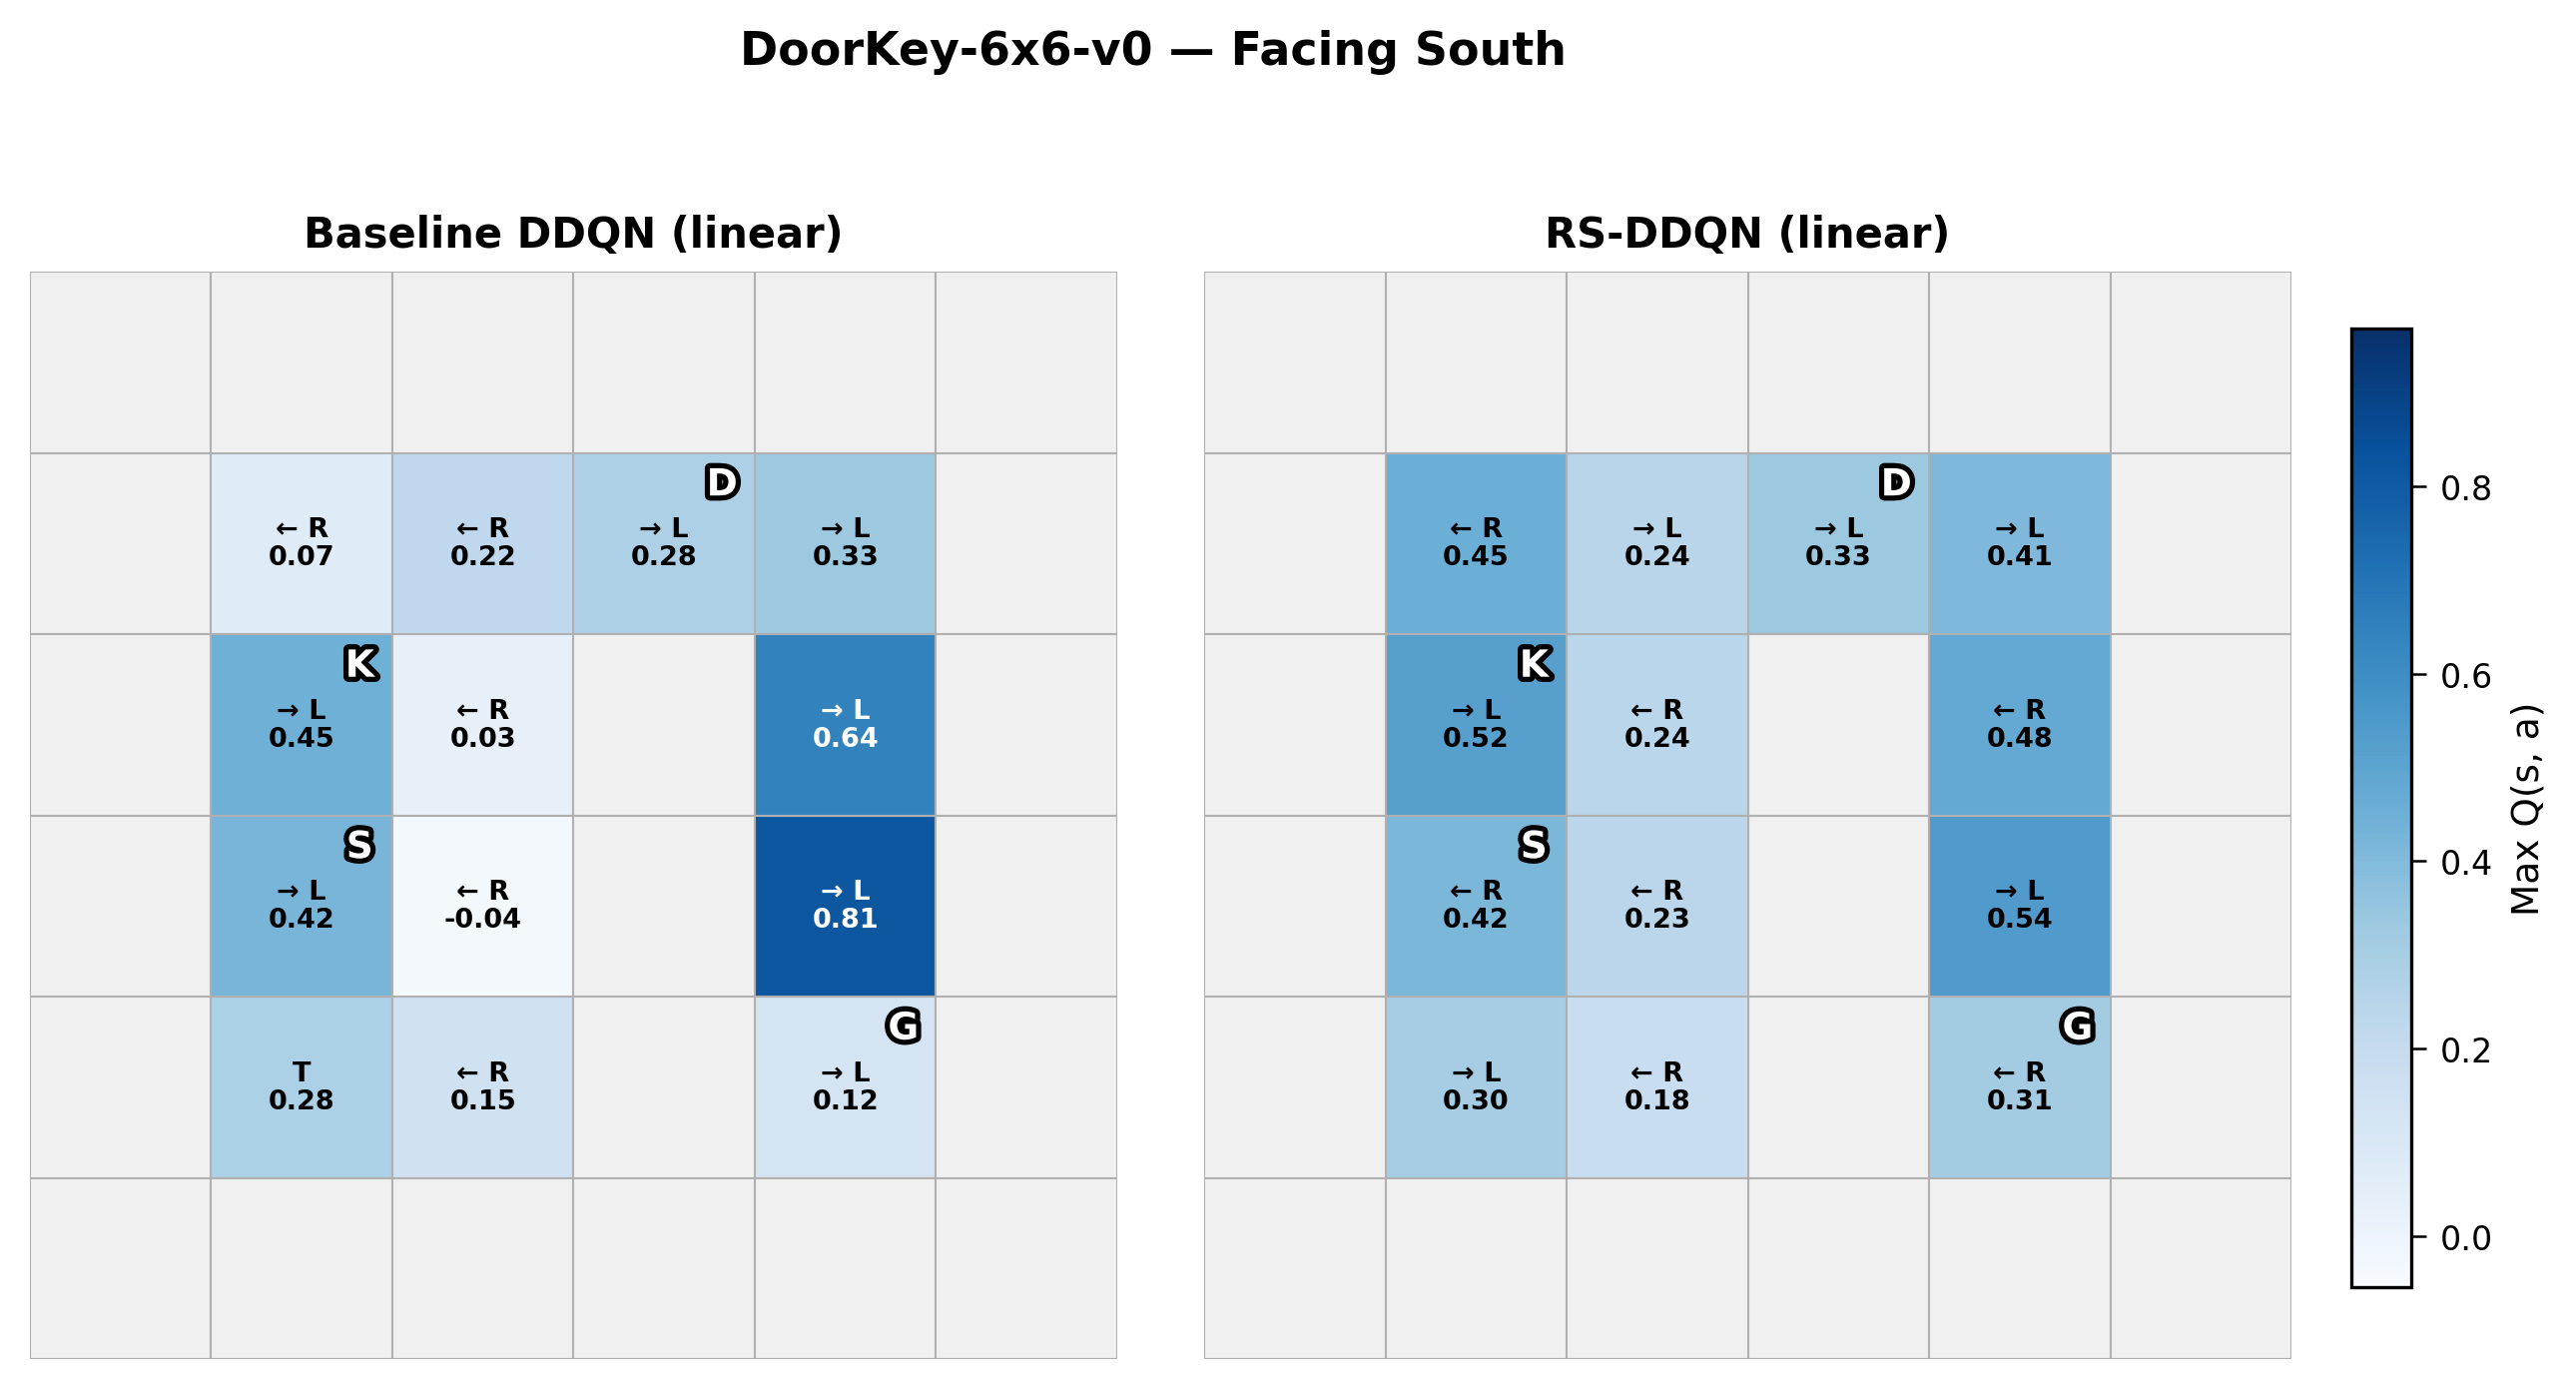 DoorKey-6x6-v0 — Facing South
Baseline DDQN (linear)
D
← R
0.07
← R
0.22
→ L
0.28
→ L
0.33
K
→ L
0.45
← R
0.03
→ L
0.64
S
→ L
0.42
← R
-0.04
→ L
0.81
G
T
0.28
← R
0.15
→ L
0.12
RS-DDQN (linear)
D
← R
0.45
→ L
0.24
→ L
0.33
→ L
0.41
K
→ L
0.52
← R
0.24
← R
0.48
S
← R
0.42
← R
0.23
→ L
0.54
G
→ L
0.30
← R
0.18
← R
0.31
0.8
0.6
0.4
0.2
0.0
Max Q(s, a)